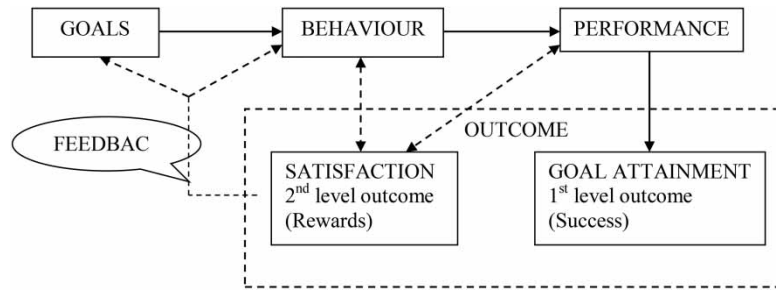 GOALS
BEHAVIOUR
PERFORMANCE
FEEDBAC
OUTCOME
SATISFACTION
2nd level outcome
(Rewards)
GOAL ATTAINMENT
1st level outcome
(Success)